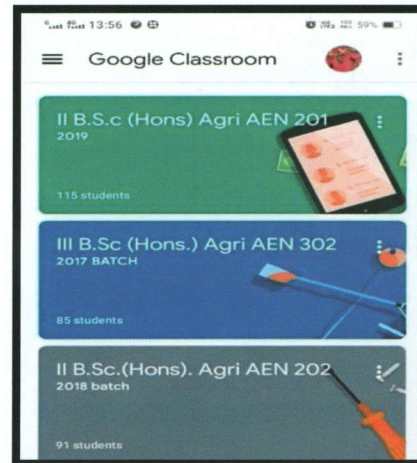 13:56
59%
Google Classroom
II B.S.c (Hons) Agri AEN 201
2019
115 students
III B.Sc (Hons.) Agri AEN 302
2017 BATCH
85 students
II B.Sc.(Hons). Agri AEN 202
2018 batch
91 students